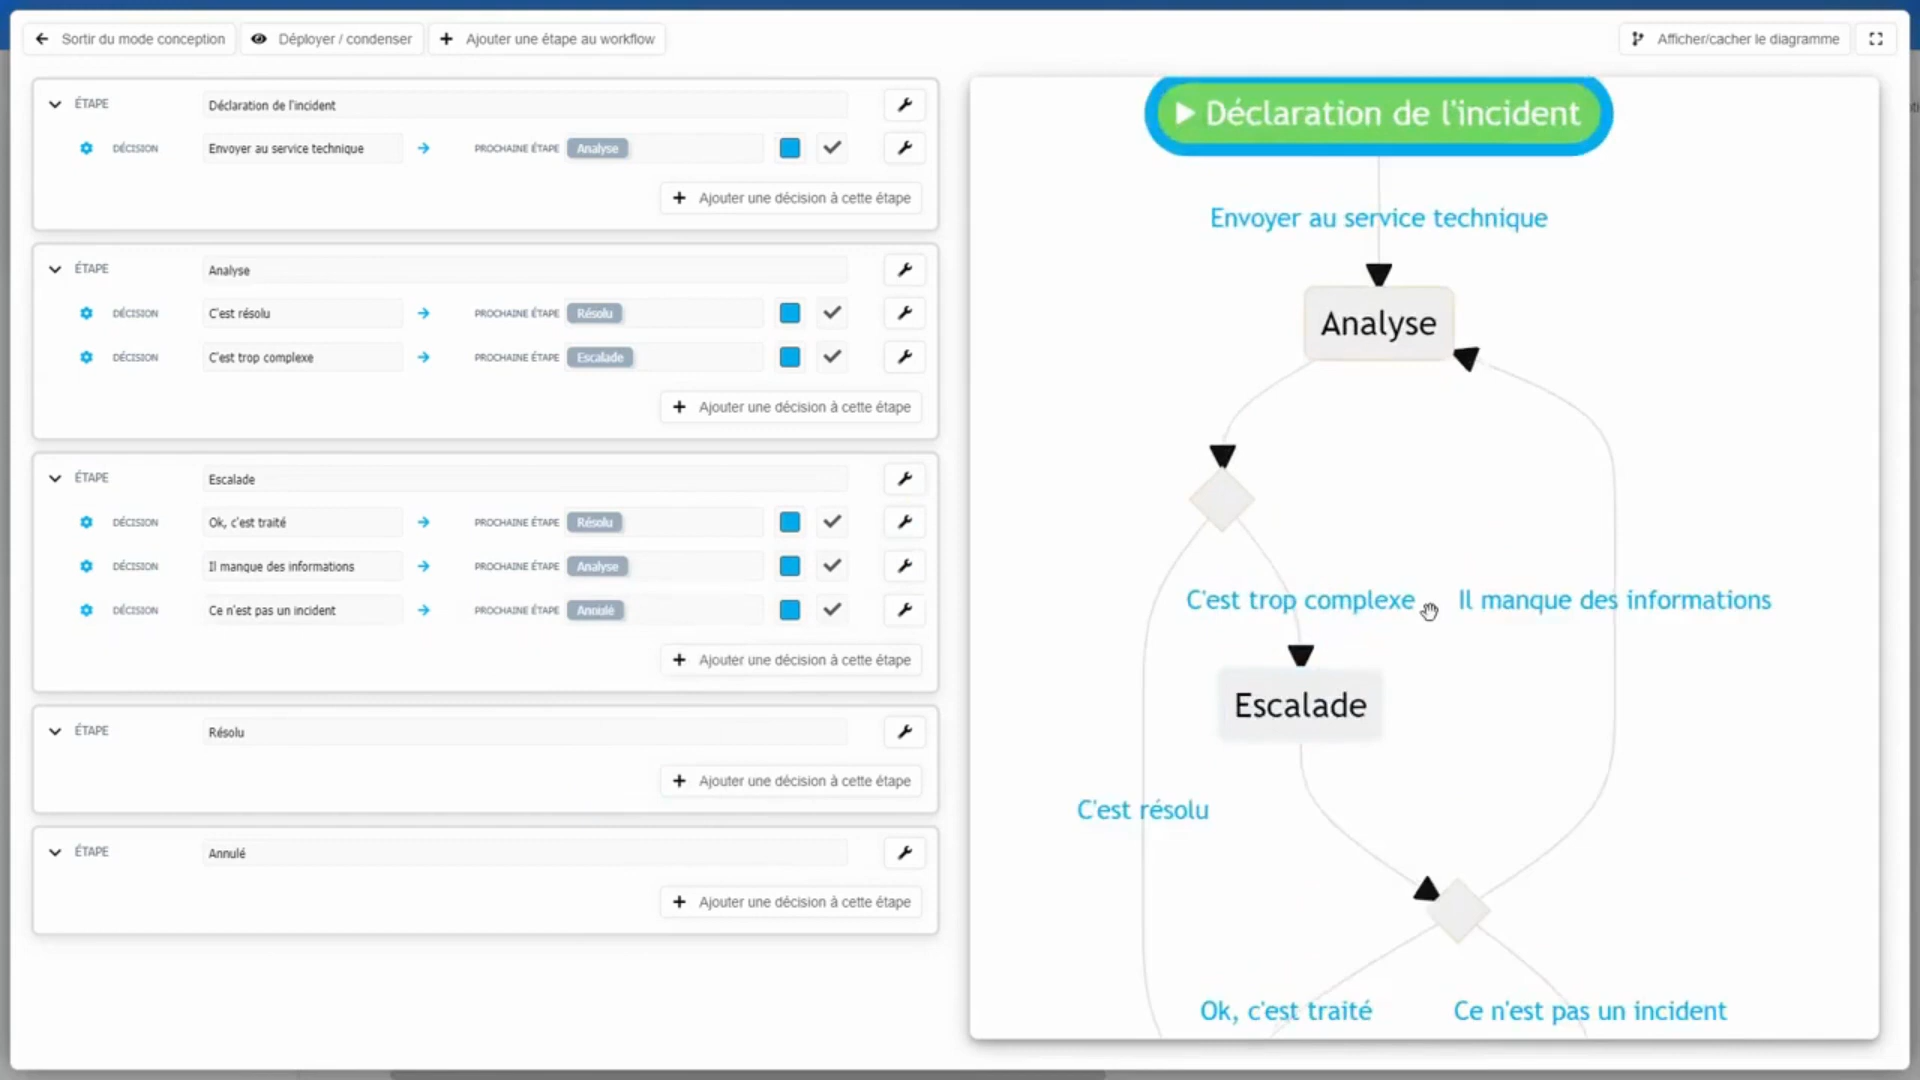 Sortir du mode conception Déployer / condenser Ajouter une étape au workflow Afficher/cacher le diagramme
ÉTAPE Déclaration de l'incident
DÉCISION Envoyer au service technique PROCHAINE ÉTAPE Analyse
Ajouter une décision à cette étape
ÉTAPE Analyse
DÉCISION C'est résolu PROCHAINE ÉTAPE Résolu
DÉCISION C'est trop complexe PROCHAINE ÉTAPE Escalade
Ajouter une décision à cette étape
ÉTAPE Escalade
DÉCISION Ok, c'est traité PROCHAINE ÉTAPE Résolu
DÉCISION Il manque des informations PROCHAINE ÉTAPE Analyse
DÉCISION Ce n'est pas un incident PROCHAINE ÉTAPE Annulé
Ajouter une décision à cette étape
ÉTAPE Résolu
Ajouter une décision à cette étape
ÉTAPE Annulé
Ajouter une décision à cette étape
Déclaration de l'incident
Envoyer au service technique
Analyse
C'est trop complexe Il manque des informations
Escalade
C'est résolu
Ok, c'est traité Ce n'est pas un incident